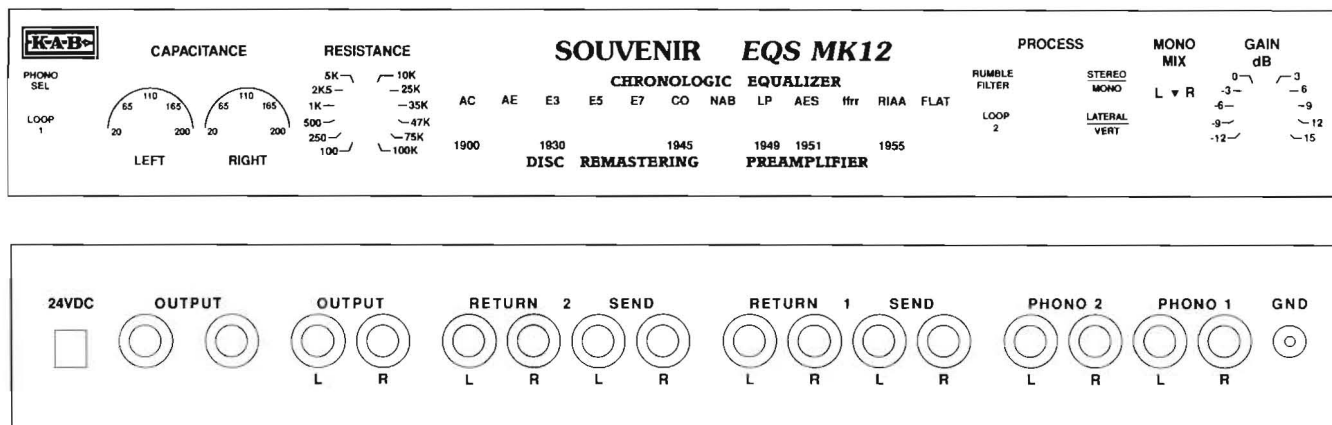 K-A-B
PHONO
SEL
LOOP
1
CAPACITANCE
20 65 110 165 200
LEFT
20 65 110 165 200
RIGHT
RESISTANCE
5K 10K
2K5 25K
1K 35K
500 47K
250 75K
100 100K
SOUVENIR EQS MK12
CHRONOLOGIC EQUALIZER
AC AE E3 E5 E7 CO NAB LP AES ffrr RIAA FLAT
1900 1930 1945 1949 1951 1955
DISC REMASTERING PREAMPLIFIER
PROCESS
RUMBLE
FILTER
STEREO
MONO
LOOP
2
LATERAL
VERT
MONO
MIX
L ▼ R
GAIN
dB
0 3
-3 6
-6 9
-9 12
-12 15
24VDC OUTPUT OUTPUT RETURN 2 SEND RETURN 1 SEND PHONO 2 PHONO 1 GND
L R L R L R L R L R L R L R